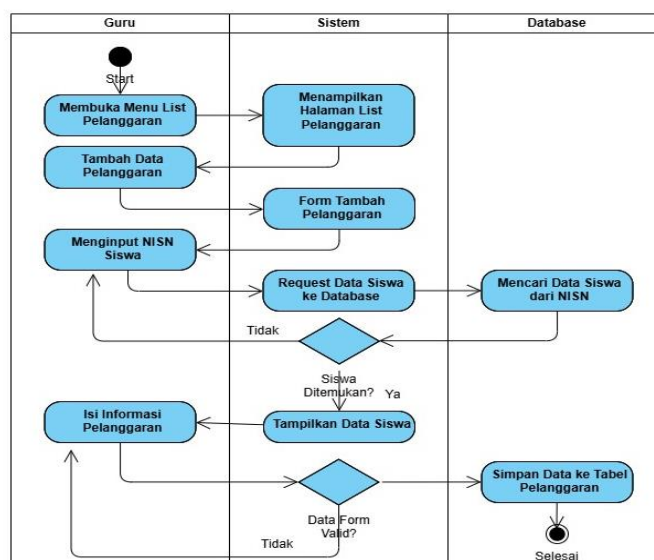 Guru
Sistem
Database
Start
Membuka Menu List
Pelanggaran
Menampilkan
Halaman List
Pelanggaran
Tambah Data
Pelanggaran
Form Tambah
Pelanggaran
Menginput NISN
Siswa
Request Data Siswa
ke Database
Mencari Data Siswa
dari NISN
Tidak
Siswa
Ditemukan?
Ya
Isi Informasi
Pelanggaran
Tampilkan Data Siswa
Simpan Data ke Tabel
Pelanggaran
Data Form
Valid?
Tidak
Selesai